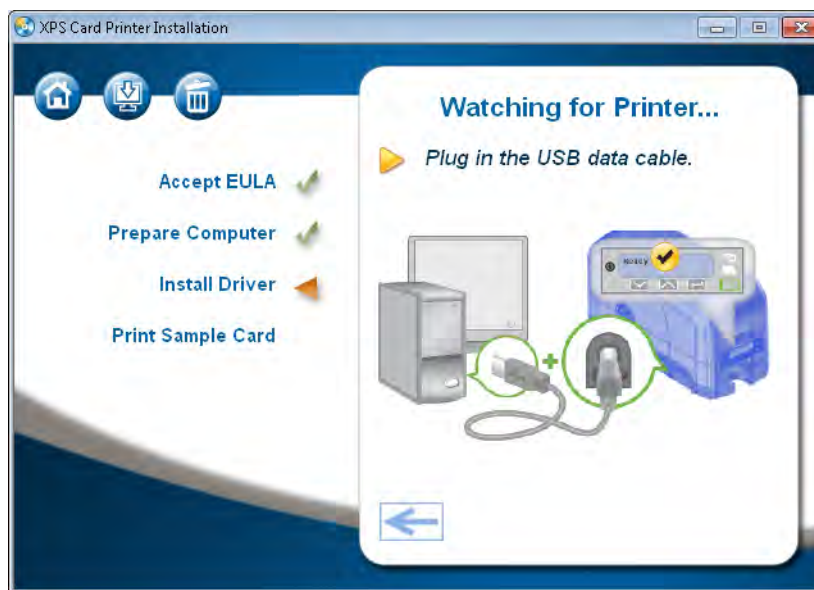 XPS Card Printer Installation
Watching for Printer...
Plug in the USB data cable.
Accept EULA
Prepare Computer
Install Driver
Print Sample Card
Ready